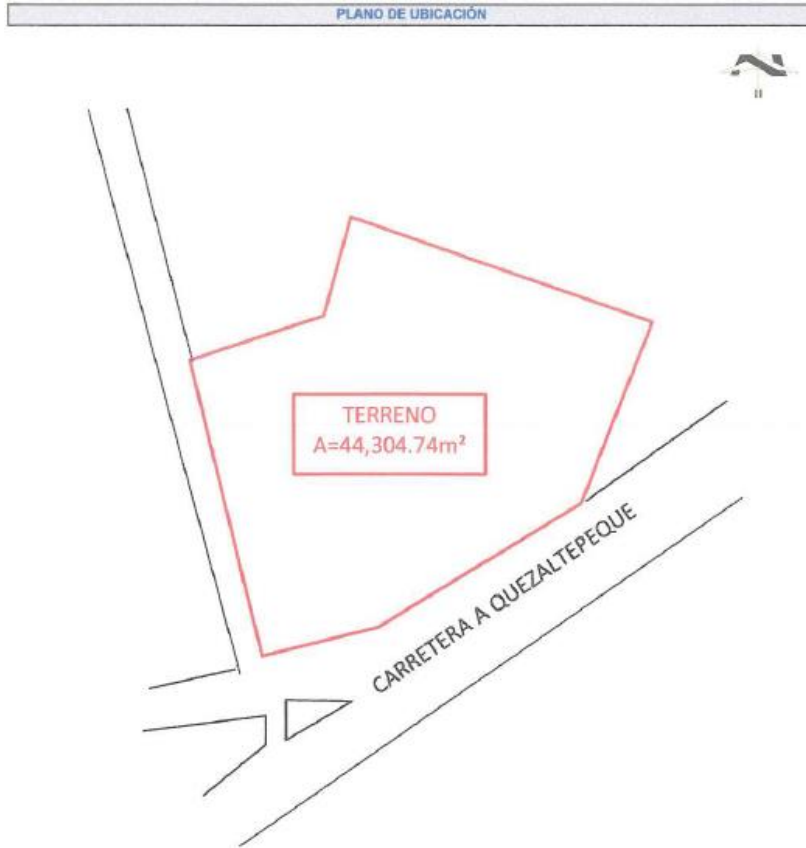 PLANO DE UBICACIÓN
N
TERRENO
A=44,304.74m²
CARRETERA A QUEZALTEPEQUE